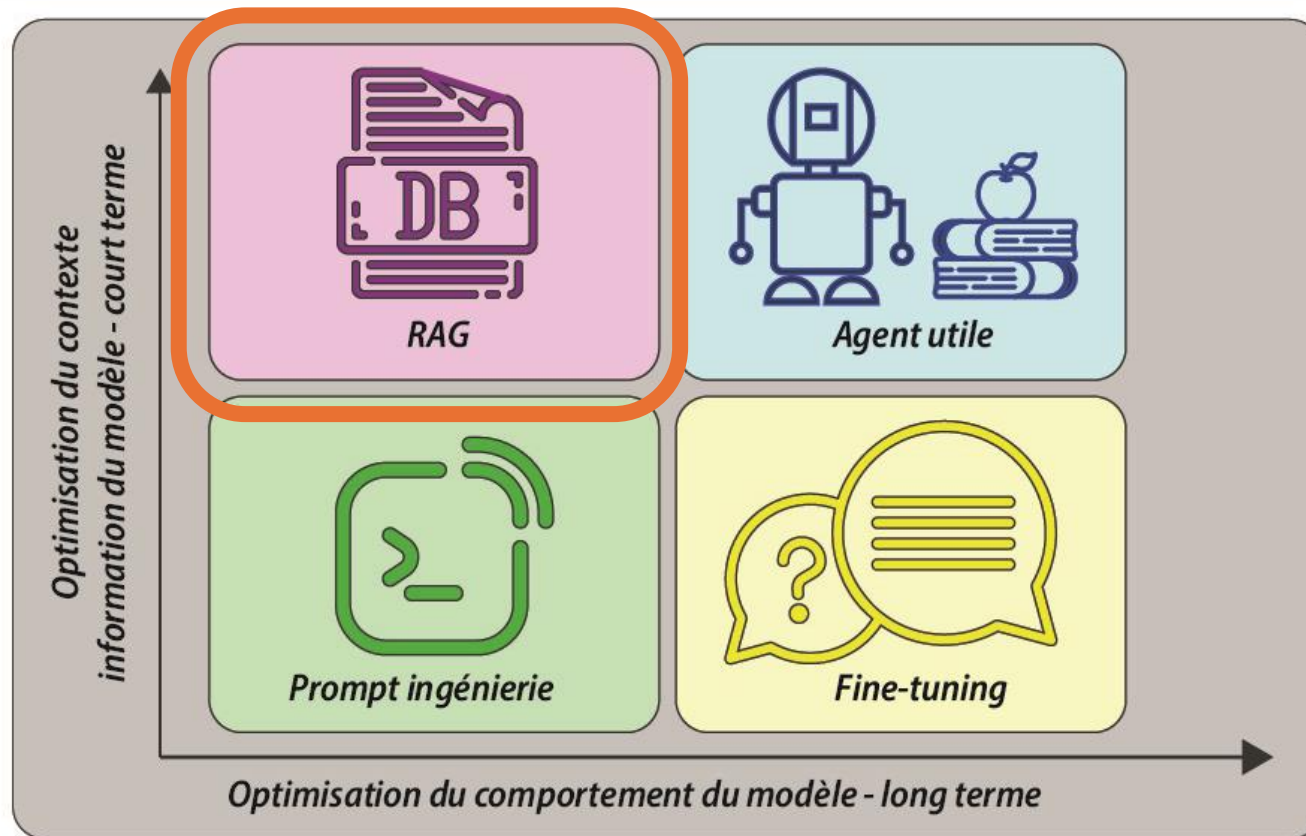 Optimisation du contexte
information du modèle - court terme
DB
RAG
Agent utile
?
>_
Prompt ingénierie
Fine-tuning
Optimisation du comportement du modèle - long terme